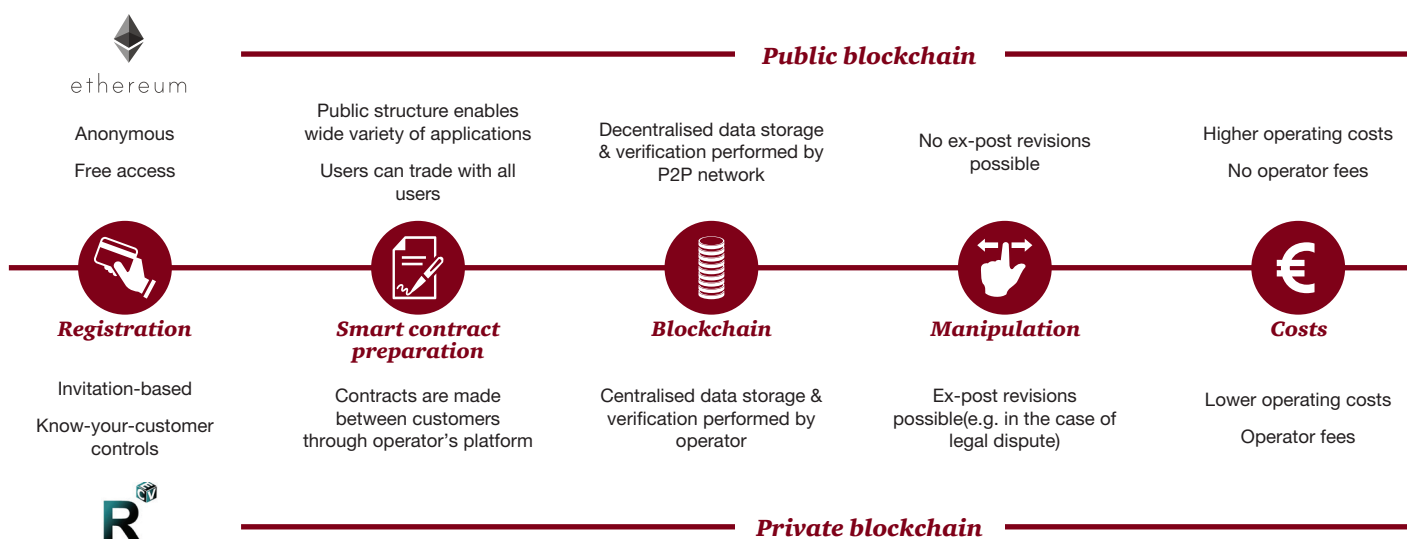 ethereum
Public blockchain
Anonymous
Free access
Public structure enables
wide variety of applications
Users can trade with all
users
Decentralised data storage
& verification performed by
P2P network
No ex-post revisions
possible
Higher operating costs
No operator fees
€
Registration
Smart contract
preparation
Blockchain
Manipulation
Costs
Invitation-based
Know-your-customer
controls
Contracts are made
between customers
through operator's platform
Centralised data storage &
verification performed by
operator
Ex-post revisions
possible(e.g. in the case of
legal dispute)
Lower operating costs
Operator fees
R
Private blockchain